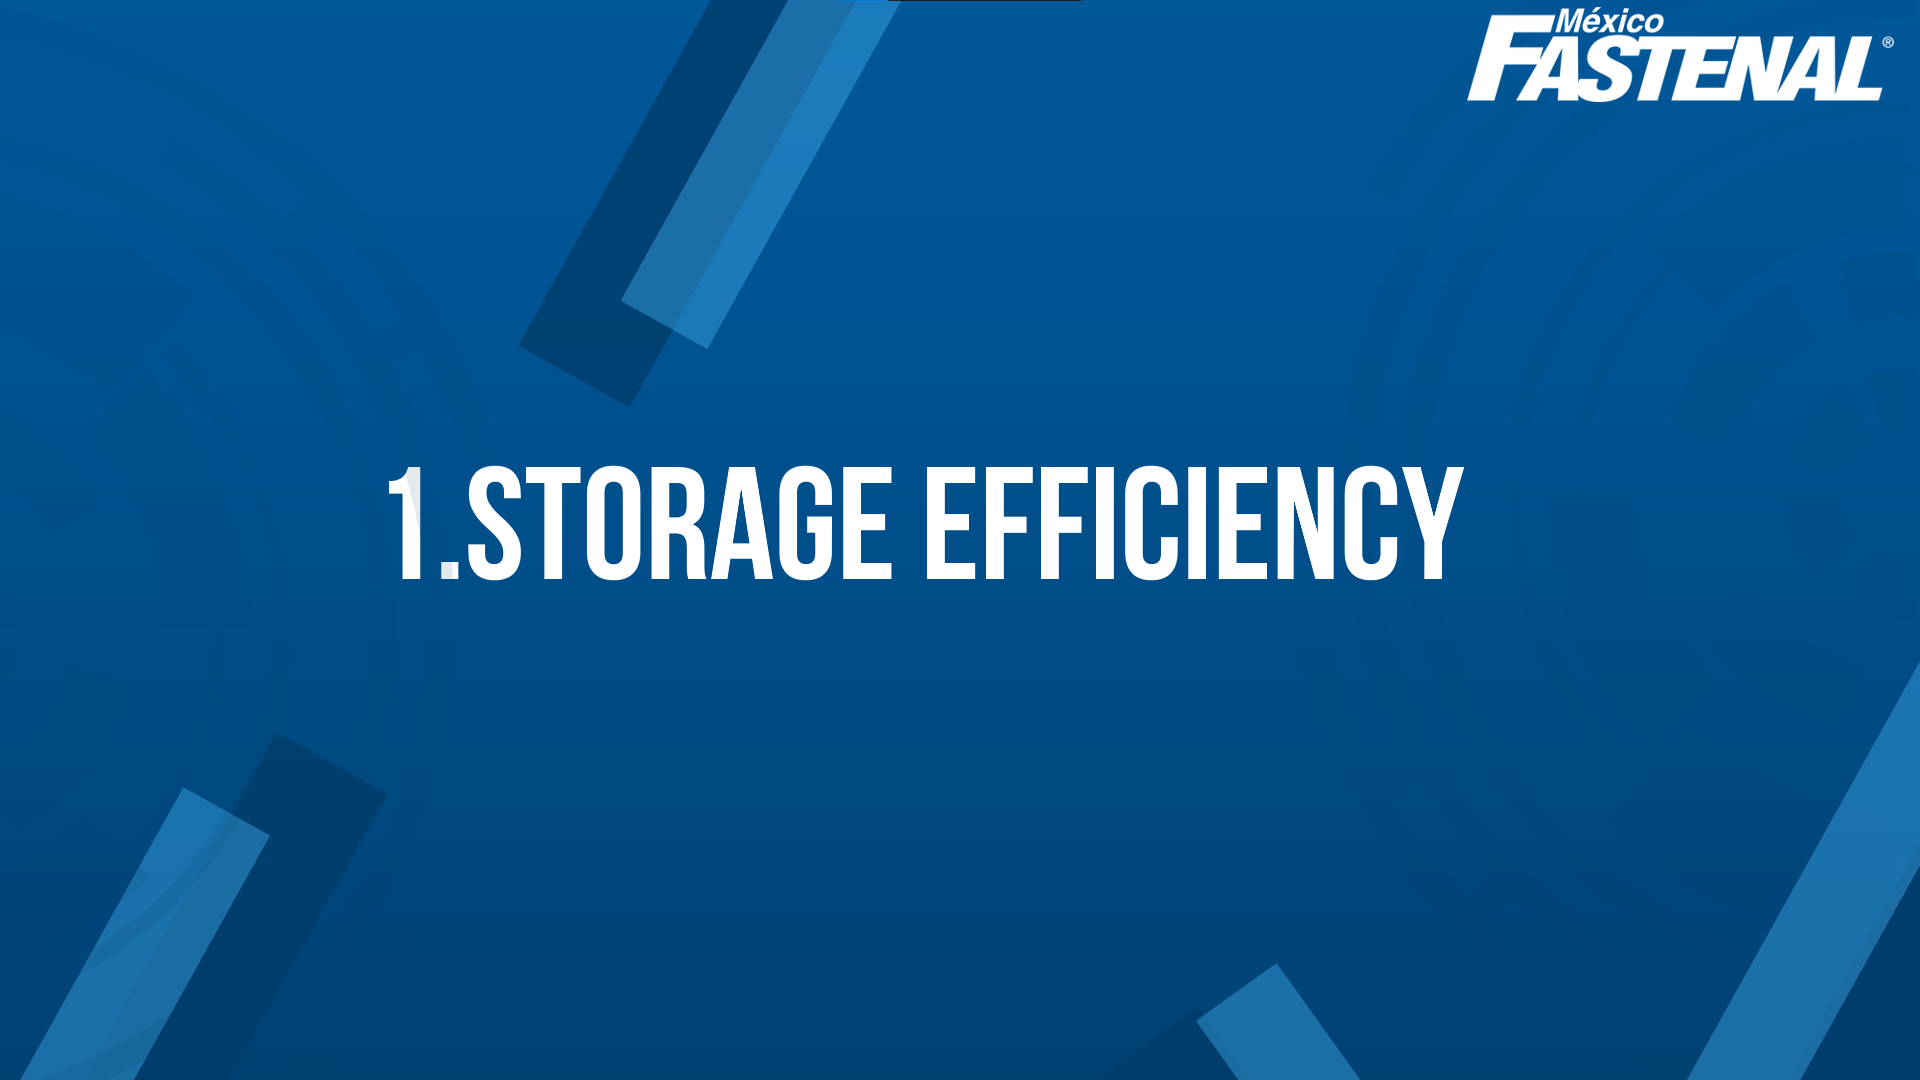 México
FASTENAL®
1.STORAGE EFFICIENCY